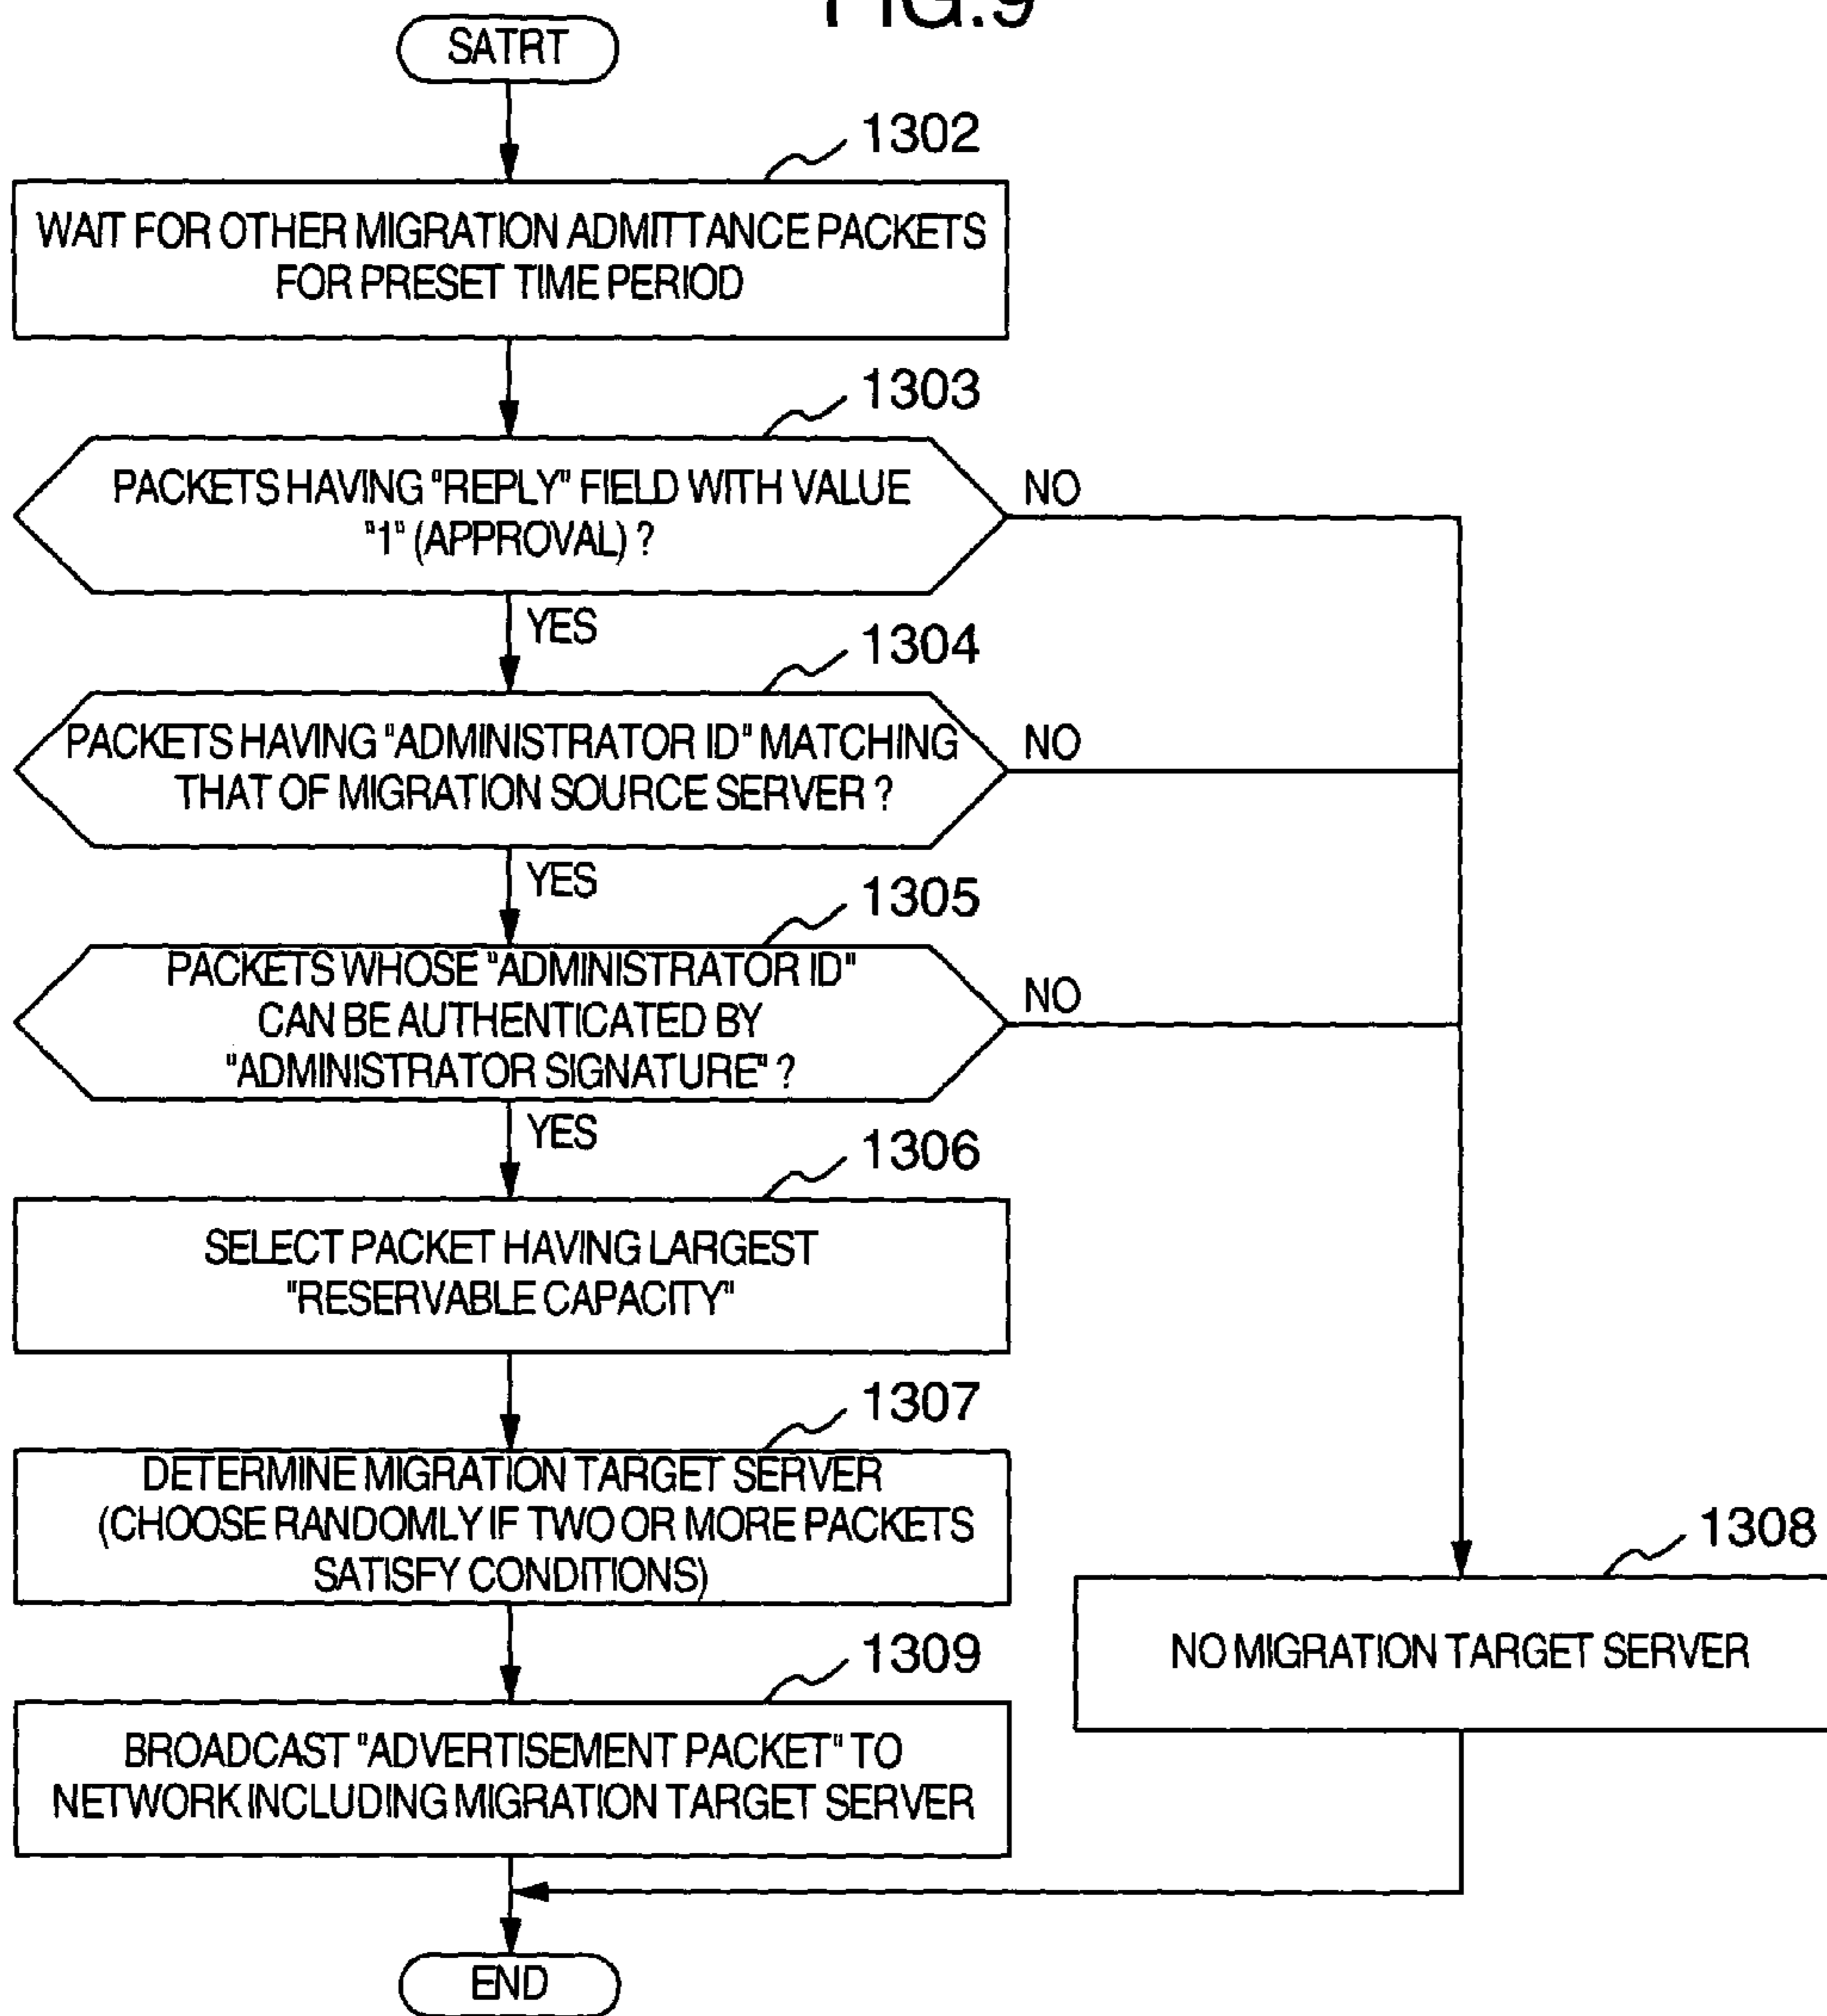 FIG.9
SATRT
1302
WAIT FOR OTHER MIGRATION ADMITTANCE PACKETS
FOR PRESET TIME PERIOD
1303
PACKETS HAVING "REPLY" FIELD WITH VALUE
"1" (APPROVAL) ?
NO
YES
1304
PACKETS HAVING "ADMINISTRATOR ID" MATCHING
THAT OF MIGRATION SOURCE SERVER ?
NO
YES
1305
PACKETS WHOSE "ADMINISTRATOR ID"
CAN BE AUTHENTICATED BY
"ADMINISTRATOR SIGNATURE" ?
NO
YES
1306
SELECT PACKET HAVING LARGEST
"RESERVABLE CAPACITY"
1307
DETERMINE MIGRATION TARGET SERVER
(CHOOSE RANDOMLY IF TWO OR MORE PACKETS
SATISFY CONDITIONS)
1308
NO MIGRATION TARGET SERVER
1309
BROADCAST "ADVERTISEMENT PACKET" TO
NETWORK INCLUDING MIGRATION TARGET SERVER
END